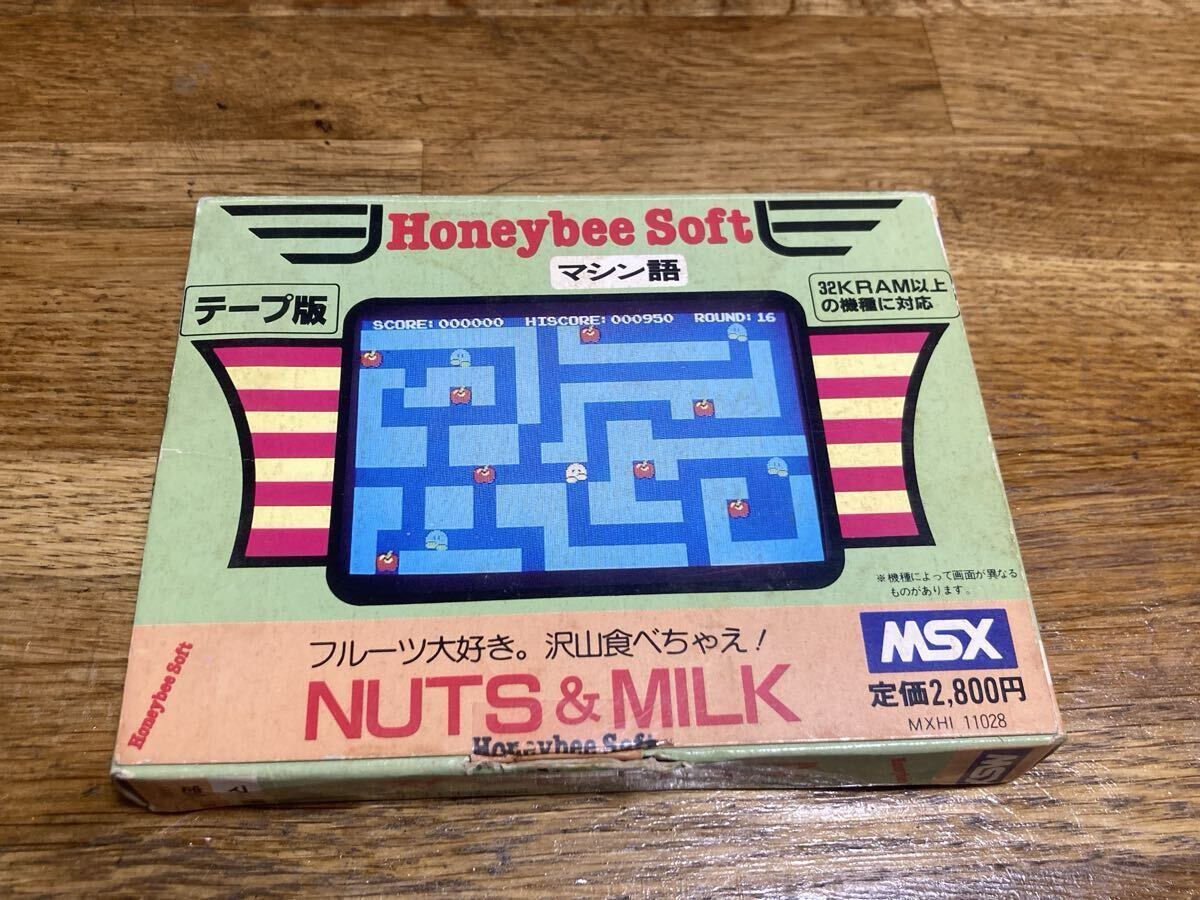 Honeybee Soft
マシン語
テープ版
32KRAM以上
の機種に対応
SCORE:000000 HISCORE:000950 ROUND:16
※機種によって画面が異なる
ものがあります。
フルーツ大好き。沢山食べちゃえ!
NUTS & MILK
MSX
定価2,800円
MXHI 11028
Honeybee Soft
Honeybee Soft